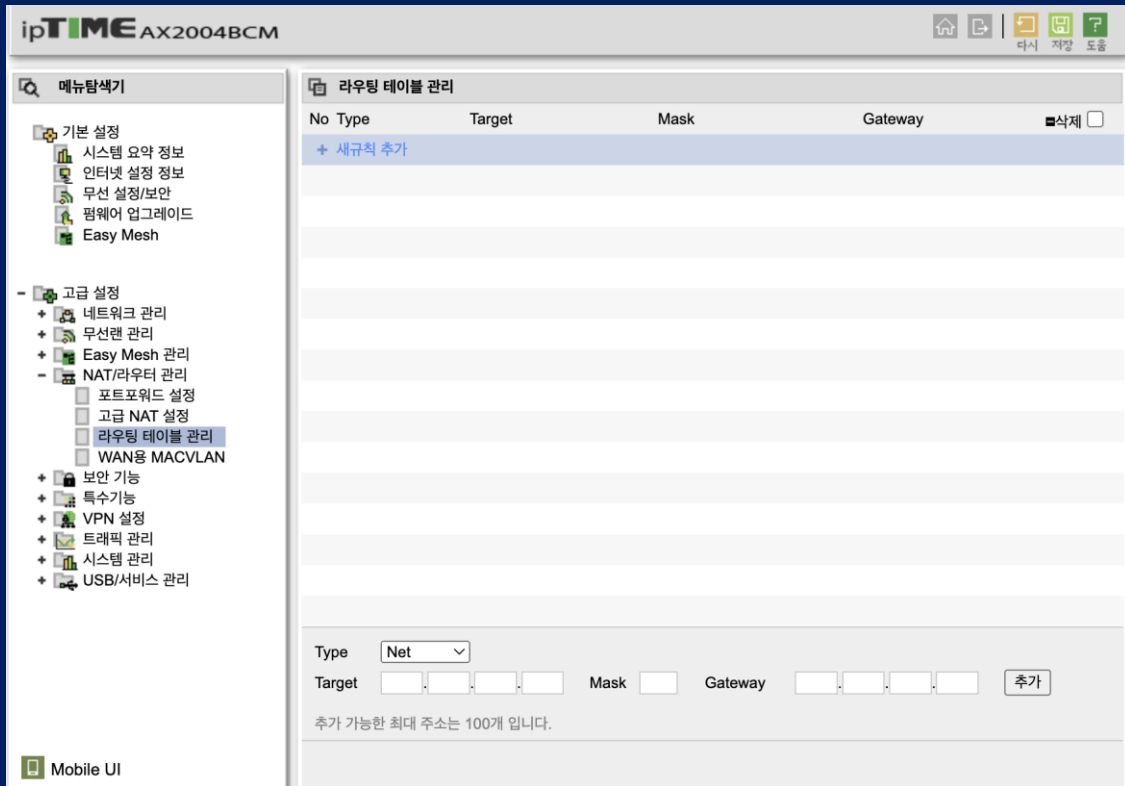 ipTIME AX2004BCM
다시 저장 도움
메뉴탐색기
기본 설정
시스템 요약 정보
인터넷 설정 정보
무선 설정/보안
펌웨어 업그레이드
Easy Mesh
고급 설정
네트워크 관리
무선랜 관리
Easy Mesh 관리
NAT/라우터 관리
포트포워드 설정
고급 NAT 설정
라우팅 테이블 관리
WAN용 MACVLAN
보안 기능
특수기능
VPN 설정
트래픽 관리
시스템 관리
USB/서비스 관리
Mobile UI
라우팅 테이블 관리
No Type Target Mask Gateway 삭제
+ 새규칙 추가
Type Net
Target . . . Mask Gateway . . . 추가
추가 가능한 최대 주소는 100개 입니다.